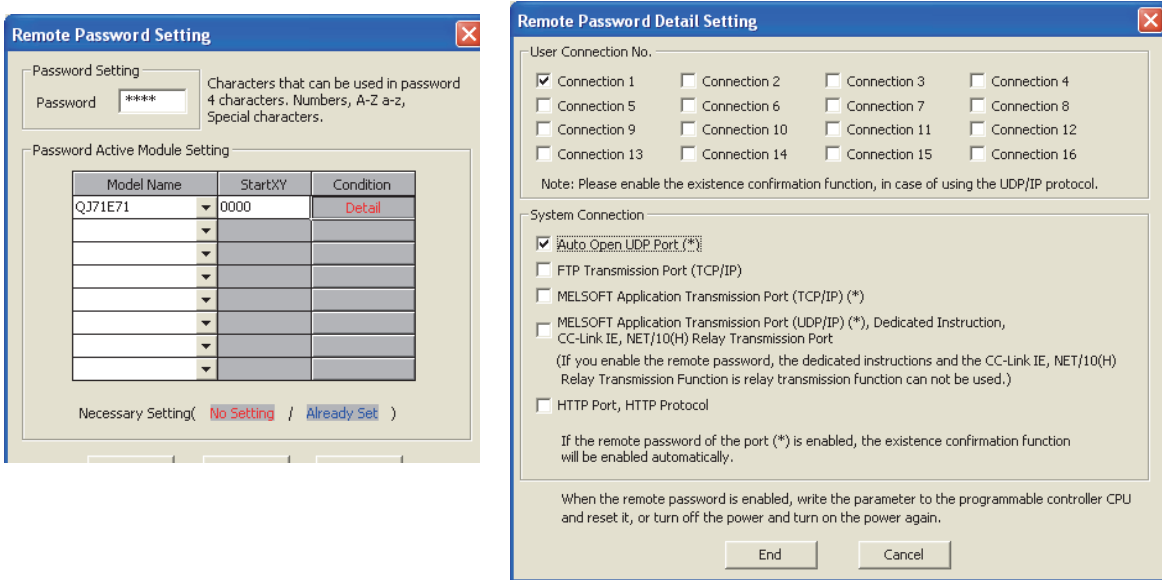 Remote Password Setting
Password Setting
Password ****
Characters that can be used in password
4 characters. Numbers, A-Z a-z,
Special characters.
Password Active Module Setting
Model Name StartXY Condition
QJ71E71 0000 Detail
Necessary Setting( No Setting / Already Set )
Remote Password Detail Setting
User Connection No.
Connection 1 Connection 2 Connection 3 Connection 4
Connection 5 Connection 6 Connection 7 Connection 8
Connection 9 Connection 10 Connection 11 Connection 12
Connection 13 Connection 14 Connection 15 Connection 16
Note: Please enable the existence confirmation function, in case of using the UDP/IP protocol.
System Connection
Auto Open UDP Port (*)
FTP Transmission Port (TCP/IP)
MELSOFT Application Transmission Port (TCP/IP) (*)
MELSOFT Application Transmission Port (UDP/IP) (*), Dedicated Instruction,
CC-Link IE, NET/10(H) Relay Transmission Port
(If you enable the remote password, the dedicated instructions and the CC-Link IE, NET/10(H)
Relay Transmission Function is relay transmission function can not be used.)
HTTP Port, HTTP Protocol
If the remote password of the port (*) is enabled, the existence confirmation function
will be enabled automatically.
When the remote password is enabled, write the parameter to the programmable controller CPU
and reset it, or turn off the power and turn on the power again.
End Cancel